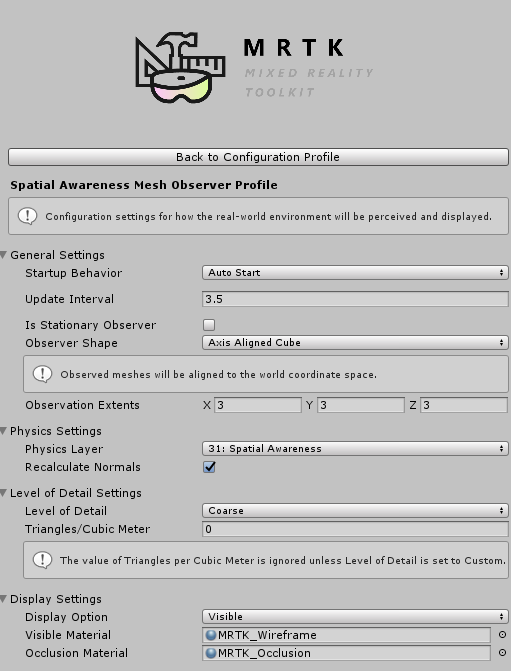 MRTK
MIXED REALITY
TOOLKIT
Back to Configuration Profile
Spatial Awareness Mesh Observer Profile
Configuration settings for how the real-world environment will be perceived and displayed.
General Settings
Startup Behavior Auto Start
Update Interval 3.5
Is Stationary Observer
Observer Shape Axis Aligned Cube
Observed meshes will be aligned to the world coordinate space.
Observation Extents X 3 Y 3 Z 3
Physics Settings
Physics Layer 31: Spatial Awareness
Recalculate Normals
Level of Detail Settings
Level of Detail Coarse
Triangles/Cubic Meter 0
The value of Triangles per Cubic Meter is ignored unless Level of Detail is set to Custom.
Display Settings
Display Option Visible
Visible Material MRTK_Wireframe
Occlusion Material MRTK_Occlusion